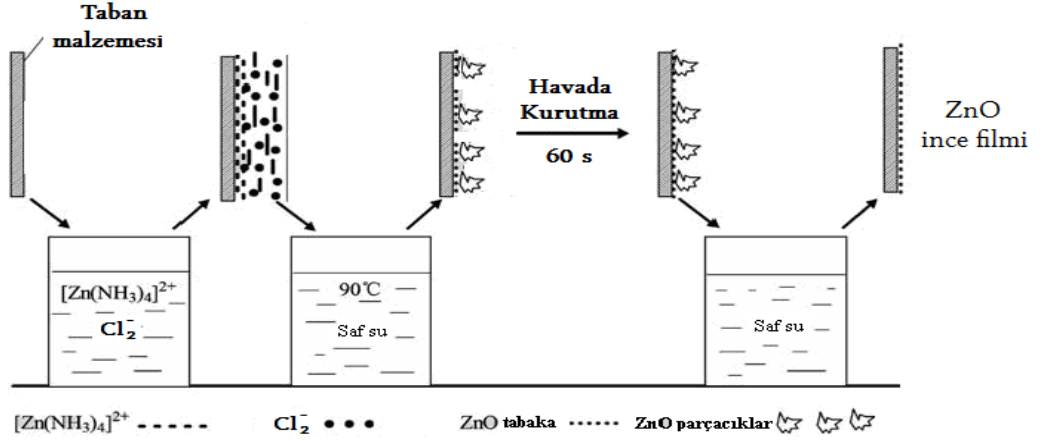 Taban
malzemesi
Havada
Kurutma
60 s
ZnO
ince filmi
[Zn(NH₃)₄]²⁺
Cl₂⁻
90℃
Saf su
Saf su
[Zn(NH₃)₄]²⁺
Cl₂⁻
ZnO tabaka
ZnO parçacıklar